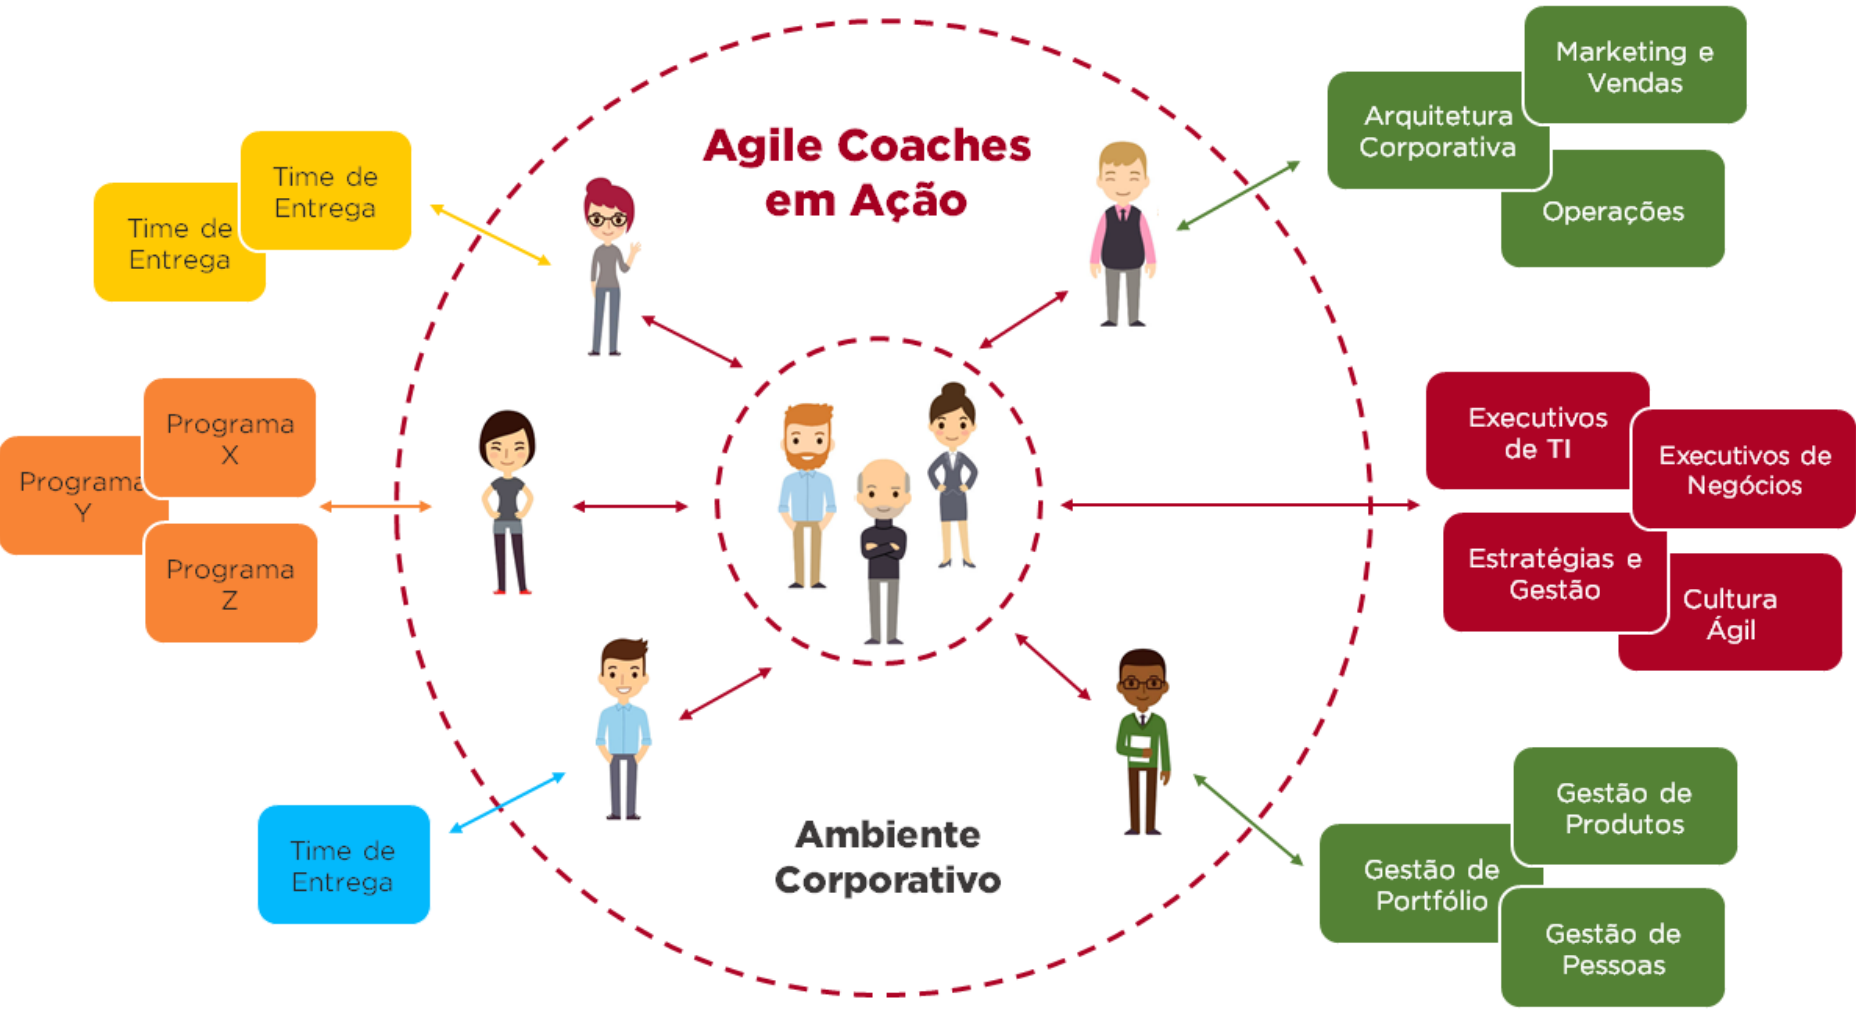 Agile Coaches
em Ação
Time de
Entrega
Time de
Entrega
Programa
X
Programa
Y
Programa
Z
Time de
Entrega
Ambiente
Corporativo
Marketing e
Vendas
Arquitetura
Corporativa
Operações
Executivos
de TI
Executivos de
Negócios
Estratégias e
Gestão
Cultura
Ágil
Gestão de
Produtos
Gestão de
Portfólio
Gestão de
Pessoas